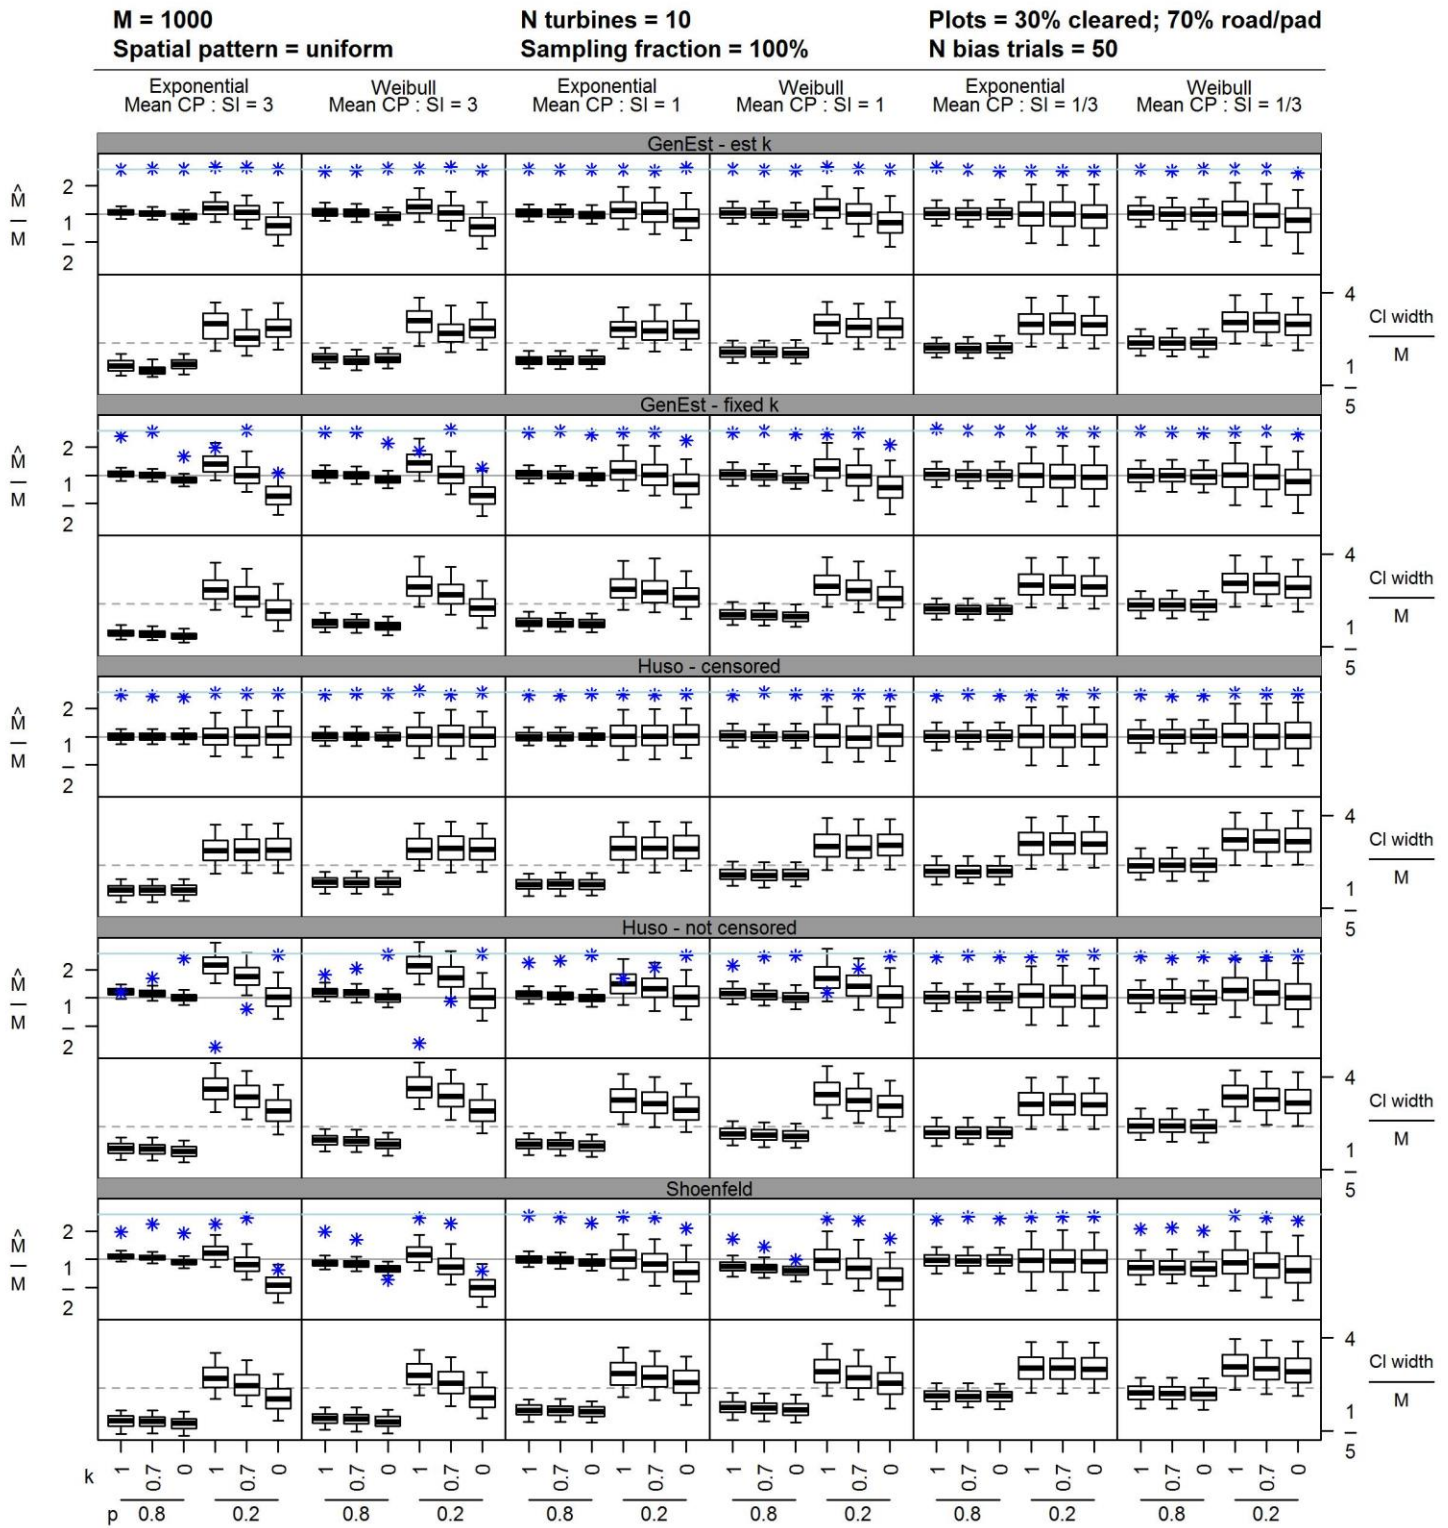 M = 1000 N turbines = 10 Plots = 30% cleared; 70% road/pad
Spatial pattern = uniform Sampling fraction = 100% N bias trials = 50
Exponential Weibull Exponential Weibull Exponential Weibull
Mean CP : SI = 3 Mean CP : SI = 3 Mean CP : SI = 1 Mean CP : SI = 1 Mean CP : SI = 1/3 Mean CP : SI = 1/3
GenEst - est k
M̂
M
2
1
2
4
1
5
CI width
M
GenEst - fixed k
M̂
M
2
1
2
4
1
5
CI width
M
Huso - censored
M̂
M
2
1
2
4
1
5
CI width
M
Huso - not censored
M̂
M
2
1
2
4
1
5
CI width
M
Shoenfeld
M̂
M
2
1
2
4
1
5
CI width
M
k 1 0.7 0 1 0.7 0 1 0.7 0 1 0.7 0 1 0.7 0 1 0.7 0 1 0.7 0 1 0.7 0 1 0.7 0 1 0.7 0 1 0.7 0 1 0.7 0
p 0.8 0.2 0.8 0.2 0.8 0.2 0.8 0.2 0.8 0.2 0.8 0.2